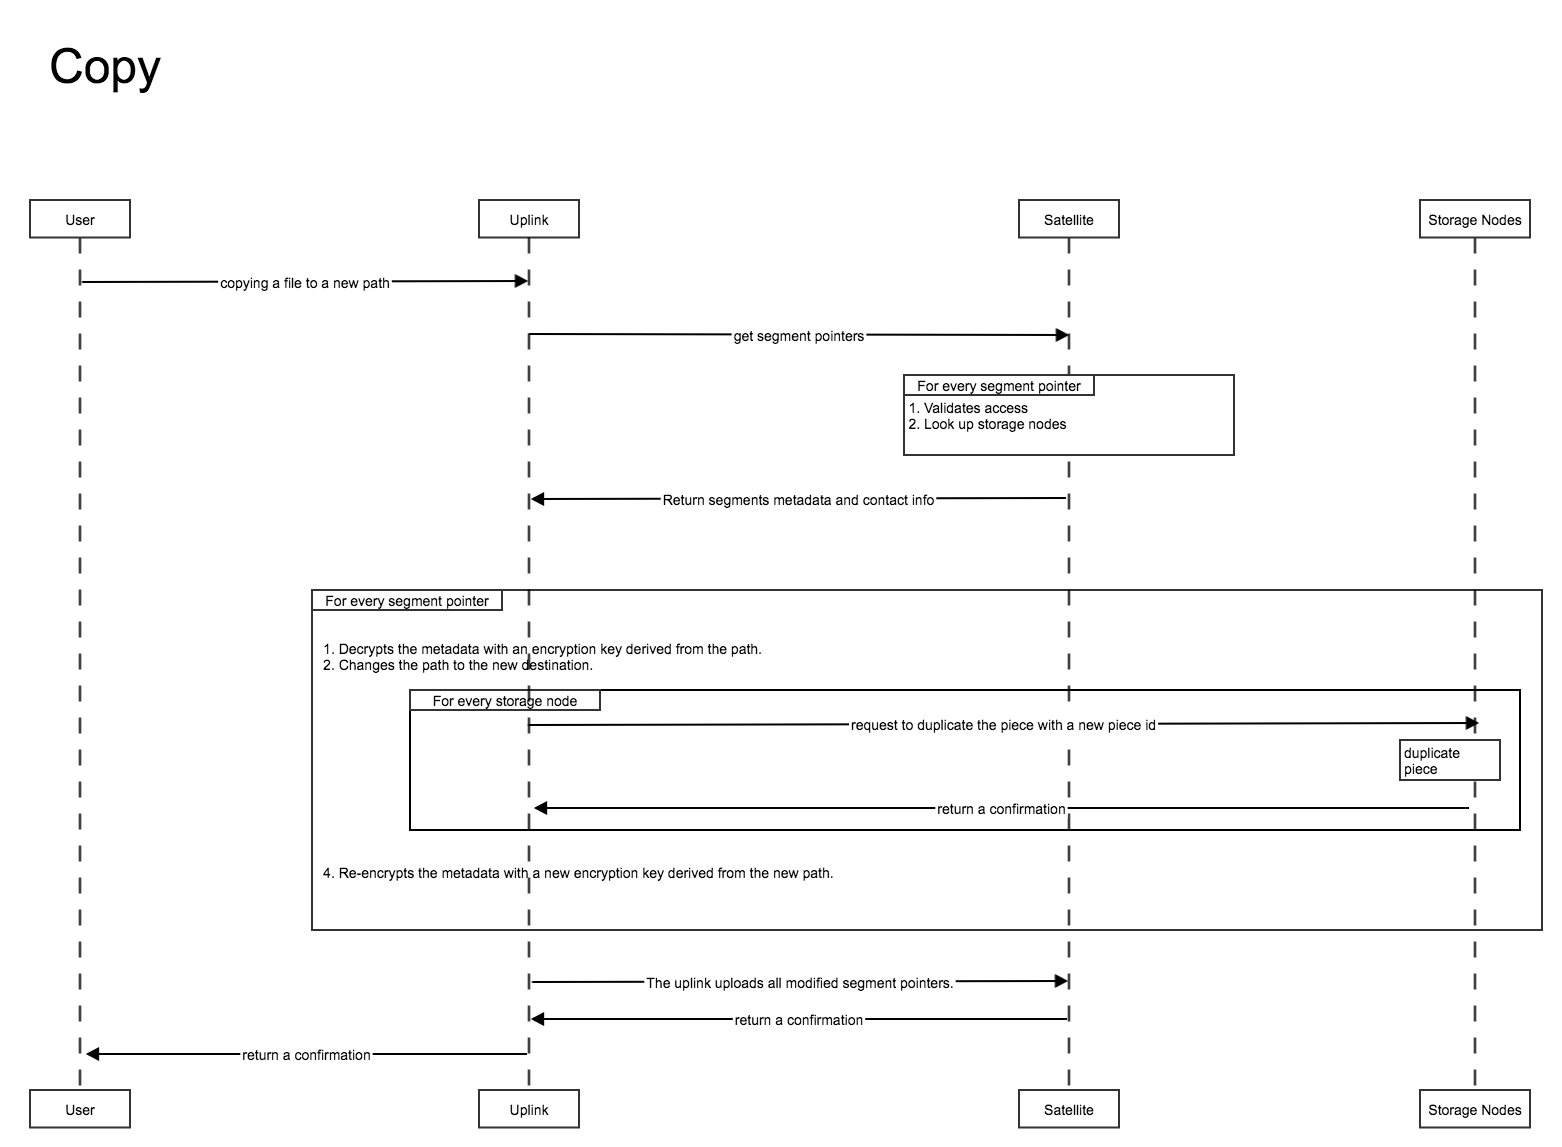 Copy
User
Uplink
Satellite
Storage Nodes
copying a file to a new path
get segment pointers
For every segment pointer
1. Validates access
2. Look up storage nodes
Return segments metadata and contact info
For every segment pointer
1. Decrypts the metadata with an encryption key derived from the path.
2. Changes the path to the new destination.
For every storage node
request to duplicate the piece with a new piece id
duplicate
piece
return a confirmation
4. Re-encrypts the metadata with a new encryption key derived from the new path.
The uplink uploads all modified segment pointers.
return a confirmation
return a confirmation
User
Uplink
Satellite
Storage Nodes